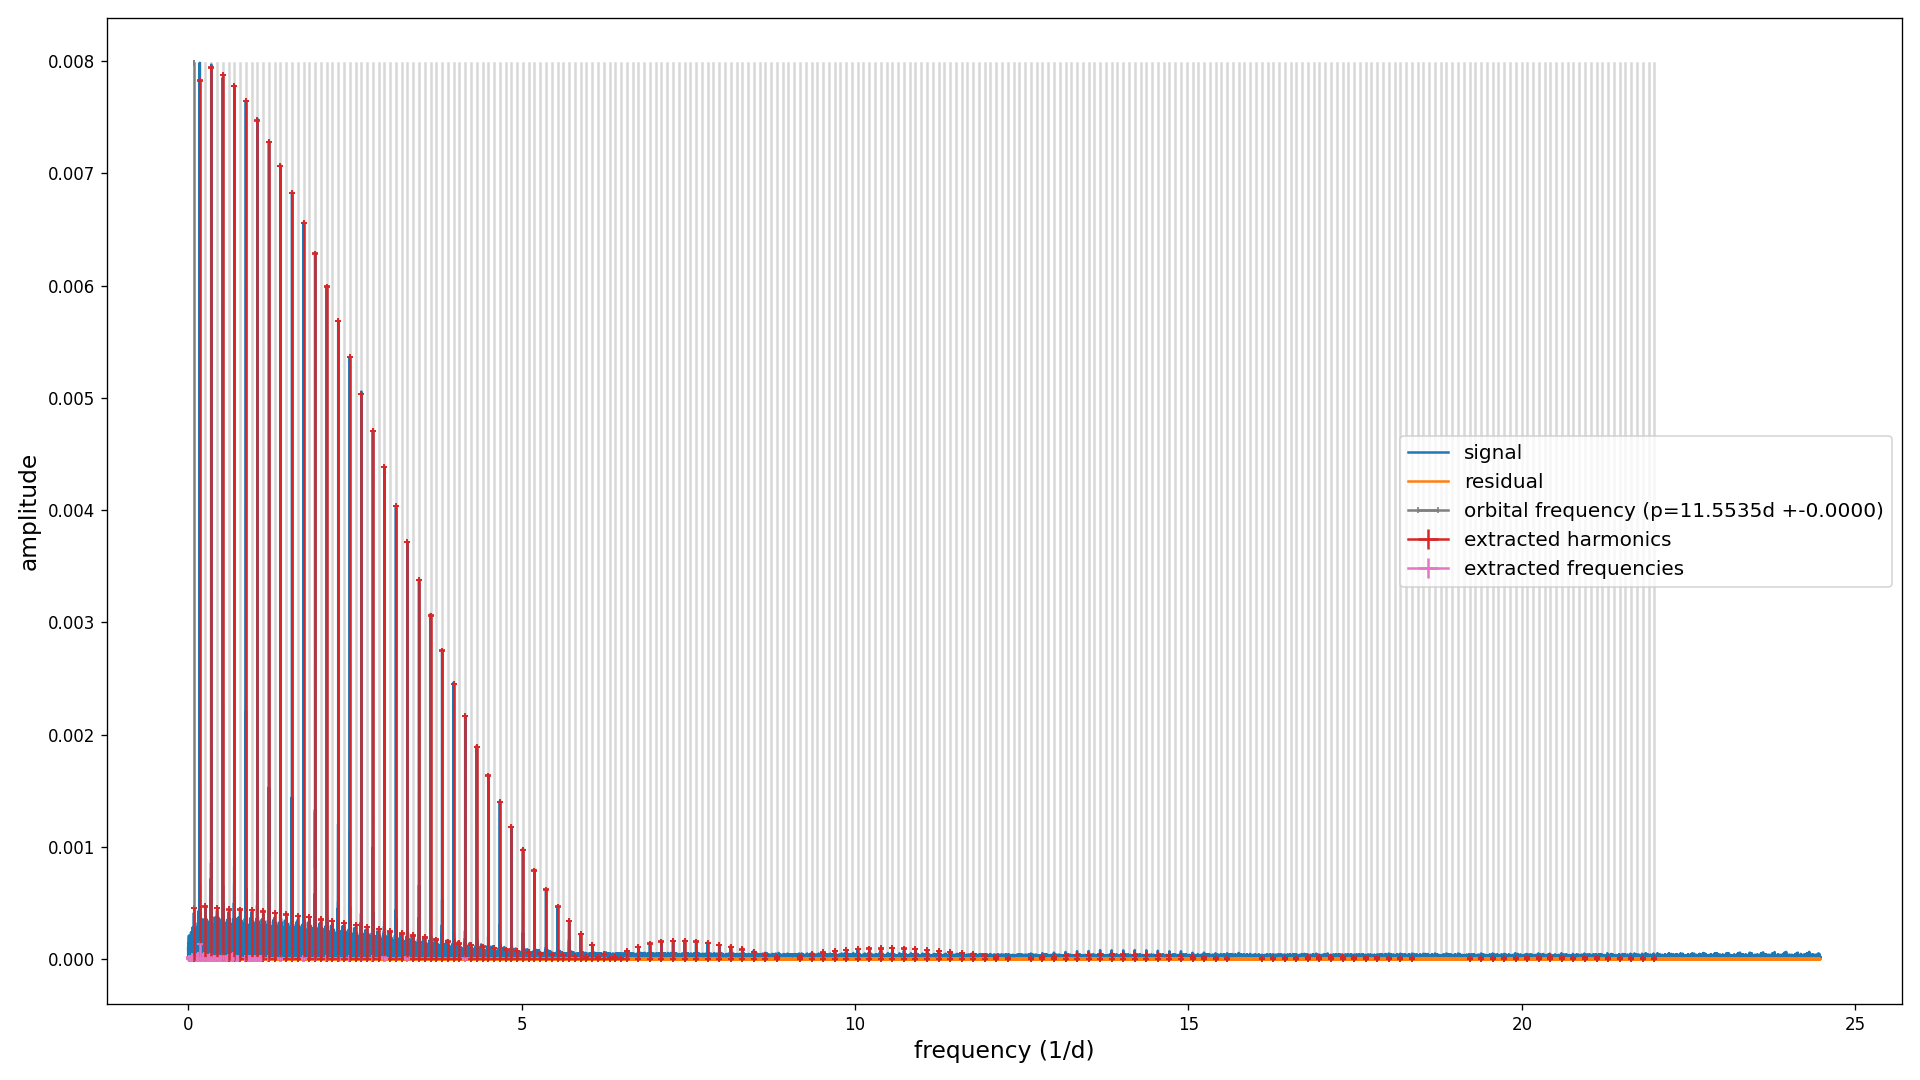 0.008
0.007
0.006
0.005
0.004
0.003
0.002
0.001
0.000
amplitude
0
5
10
15
20
25
frequency (1/d)
signal
residual
orbital frequency (p=11.5535d +-0.0000)
extracted harmonics
extracted frequencies